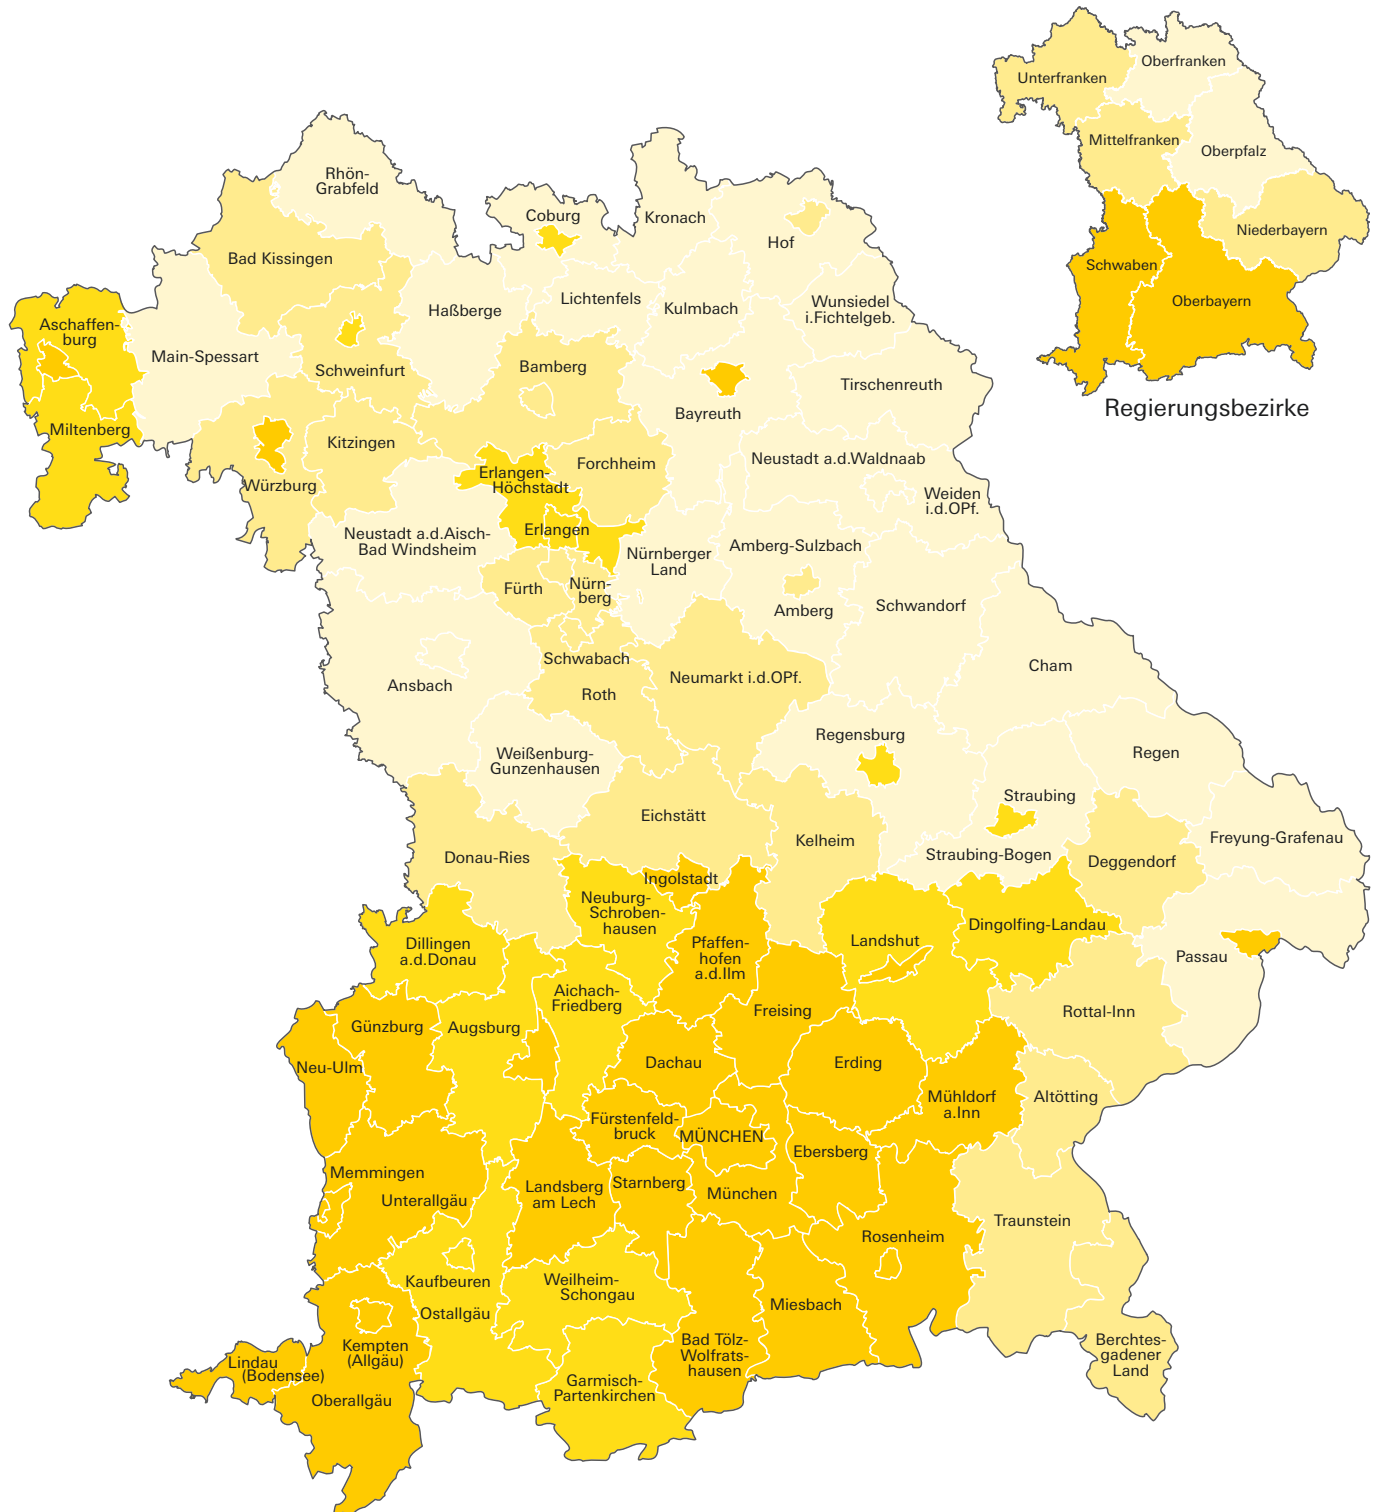 Oberfranken
Unterfranken
Mittelfranken
Oberpfalz
Niederbayern
Schwaben
Oberbayern
Regierungsbezirke
Rhön-
Grabfeld
Coburg
Kronach
Hof
Bad Kissingen
Lichtenfels
Haßberge
Kulmbach
Wunsiedel
i.Fichtelgeb.
Aschaffen-
burg
Main-Spessart
Schweinfurt
Bamberg
Tirschenreuth
Bayreuth
Miltenberg
Kitzingen
Forchheim
Neustadt a.d.Waldnaab
Erlangen-
Höchstadt
Würzburg
Weiden
i.d.OPf.
Neustadt a.d.Aisch-
Bad Windsheim
Erlangen
Nürnberger
Land
Amberg-Sulzbach
Fürth
Nürn-
berg
Amberg
Schwandorf
Schwabach
Cham
Ansbach
Roth
Neumarkt i.d.OPf.
Regensburg
Weißenburg-
Gunzenhausen
Regen
Straubing
Eichstätt
Kelheim
Freyung-Grafenau
Donau-Ries
Straubing-Bogen
Deggendorf
Ingolstadt
Neuburg-
Schroben-
hausen
Dingolfing-Landau
Dillingen
a.d.Donau
Pfaffen-
hofen
a.d.Ilm
Landshut
Passau
Aichach-
Friedberg
Freising
Rottal-Inn
Günzburg
Augsburg
Neu-Ulm
Dachau
Erding
Mühldorf
a.Inn
Altötting
Fürstenfeld-
bruck
MÜNCHEN
Ebersberg
Memmingen
Unterallgäu
Landsberg
am Lech
Starnberg
München
Traunstein
Rosenheim
Kaufbeuren
Weilheim-
Schongau
Ostallgäu
Miesbach
Kempten
(Allgäu)
Bad Tölz-
Wolfrats-
hausen
Berchtes-
gadener
Land
Lindau
(Bodensee)
Garmisch-
Partenkirchen
Oberallgäu